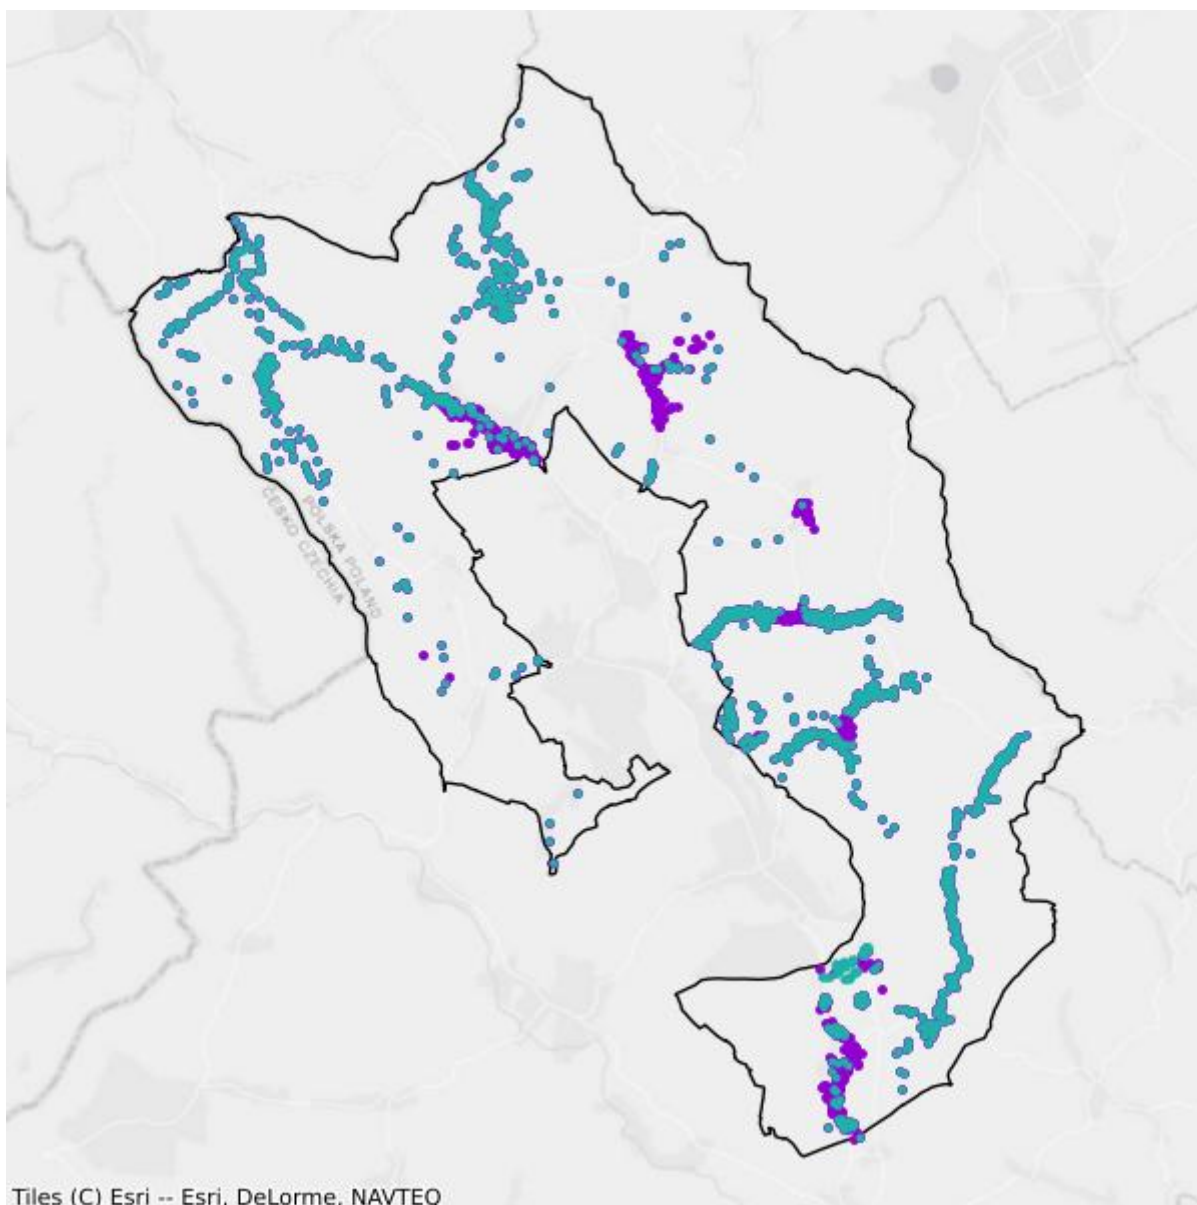 POLSKA POLAND
ČESKO CZECHIA
Tiles (C) Esri -- Esri, DeLorme, NAVTEQ